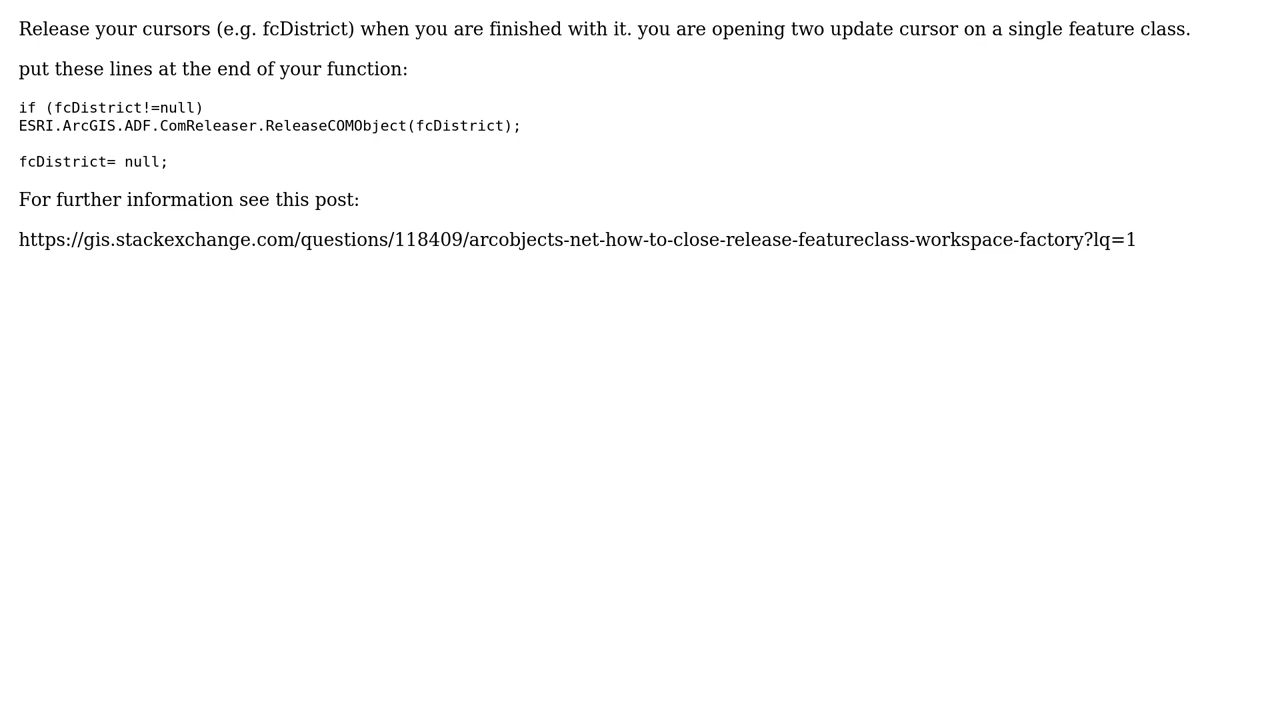 Release your cursors (e.g. fcDistrict) when you are finished with it. you are opening two update cursor on a single feature class.
put these lines at the end of your function:
if (fcDistrict!=null)
ESRI.ArcGIS.ADF.ComReleaser.ReleaseCOMObject(fcDistrict);
fcDistrict= null;
For further information see this post:
https://gis.stackexchange.com/questions/118409/arcobjects-net-how-to-close-release-featureclass-workspace-factory?lq=1